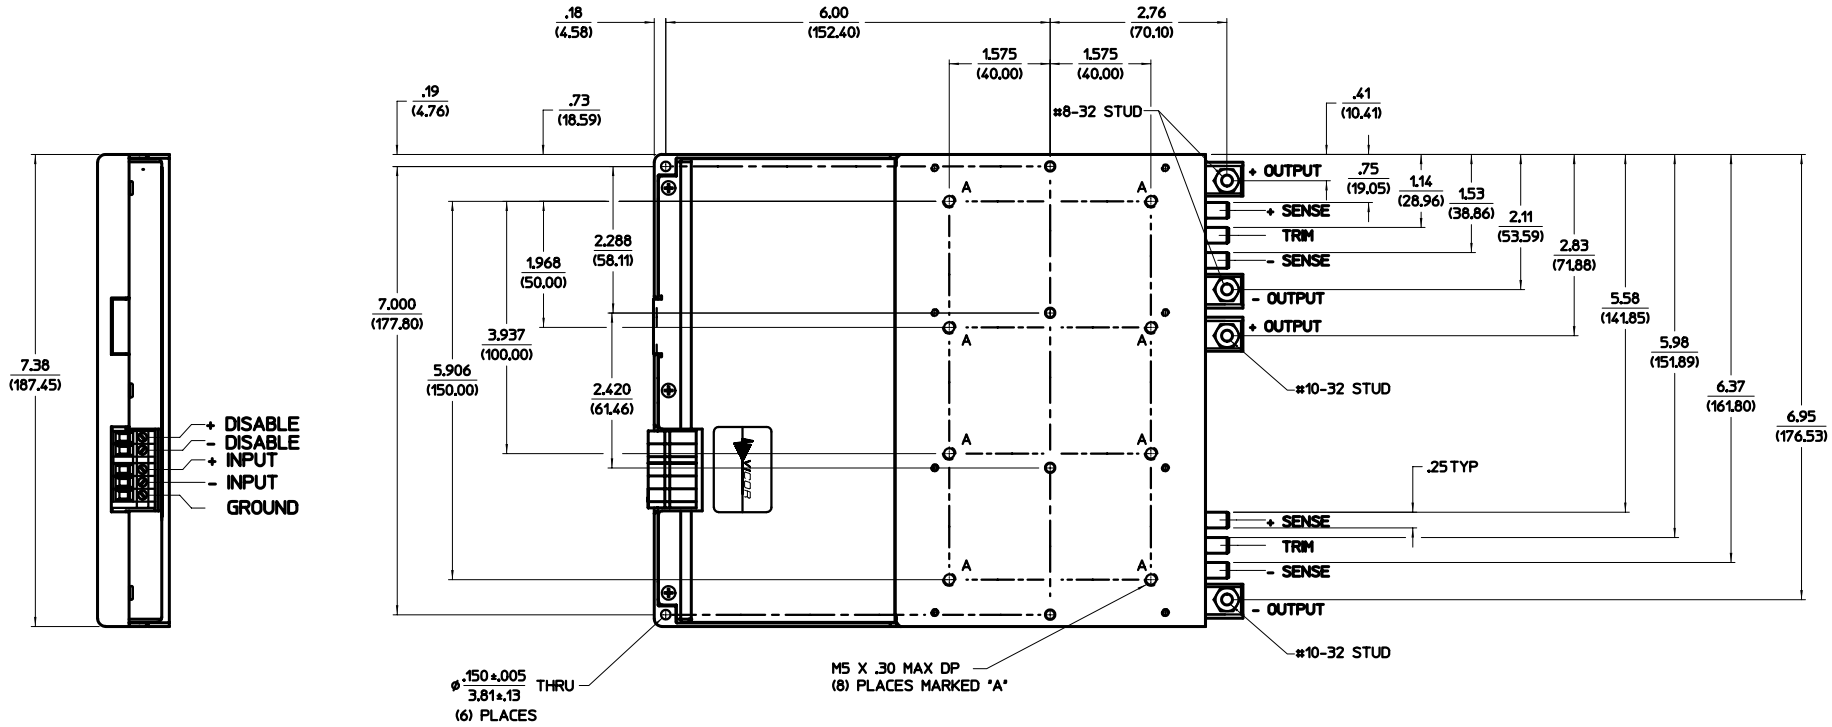 .18
(4.58)
6.00
(152.40)
2.76
(70.10)
1.575
(40.00)
1.575
(40.00)
.19
(4.76)
.73
(18.59)
#8-32 STUD
.41
(10.41)
+ OUTPUT
.75
(19.05)
1.14
(28.96)
1.53
(38.86)
2.11
(53.59)
2.83
(71.88)
+ SENSE
TRIM
- SENSE
- OUTPUT
+ OUTPUT
A
A
2.288
(58.11)
1.968
(50.00)
7.000
(177.80)
3.937
(100.00)
5.906
(150.00)
2.420
(61.46)
A
A
5.58
(141.85)
5.98
(151.89)
6.37
(161.80)
6.95
(176.53)
#10-32 STUD
7.38
(187.45)
+ DISABLE
- DISABLE
+ INPUT
- INPUT
GROUND
VICOR
A
A
.25 TYP
+ SENSE
TRIM
- SENSE
- OUTPUT
A
A
#10-32 STUD
M5 X .30 MAX DP
(8) PLACES MARKED "A"
ø .150±.005 THRU
3.81±.13
(6) PLACES